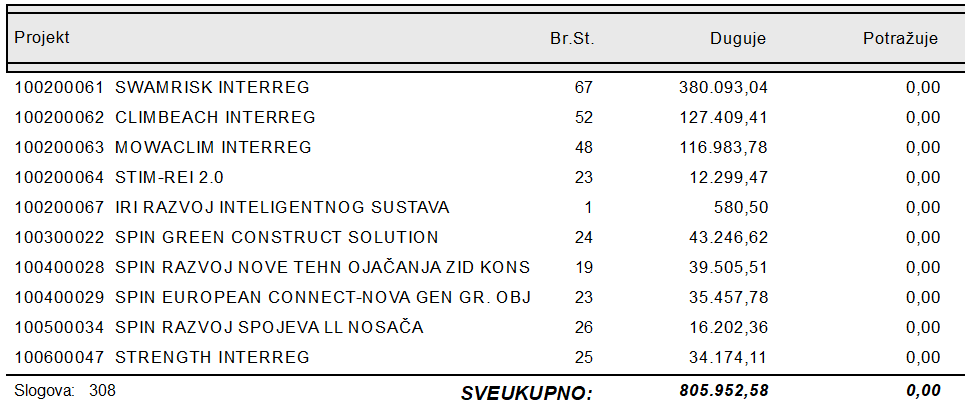 Projekt Br.St. Duguje Potražuje
100200061 SWAMRISK INTERREG 67 380.093,04 0,00
100200062 CLIMBEACH INTERREG 52 127.409,41 0,00
100200063 MOWACLIM INTERREG 48 116.983,78 0,00
100200064 STIM-REI 2.0 23 12.299,47 0,00
100200067 IRI RAZVOJ INTELIGENTNOG SUSTAVA 1 580,50 0,00
100300022 SPIN GREEN CONSTRUCT SOLUTION 24 43.246,62 0,00
100400028 SPIN RAZVOJ NOVE TEHN OJAČANJA ZID KONS 19 39.505,51 0,00
100400029 SPIN EUROPEAN CONNECT-NOVA GEN GR. OBJ 23 35.457,78 0,00
100500034 SPIN RAZVOJ SPOJEVA LL NOSAČA 26 16.202,36 0,00
100600047 STRENGTH INTERREG 25 34.174,11 0,00
Slogova: 308 SVEUKUPNO: 805.952,58 0,00